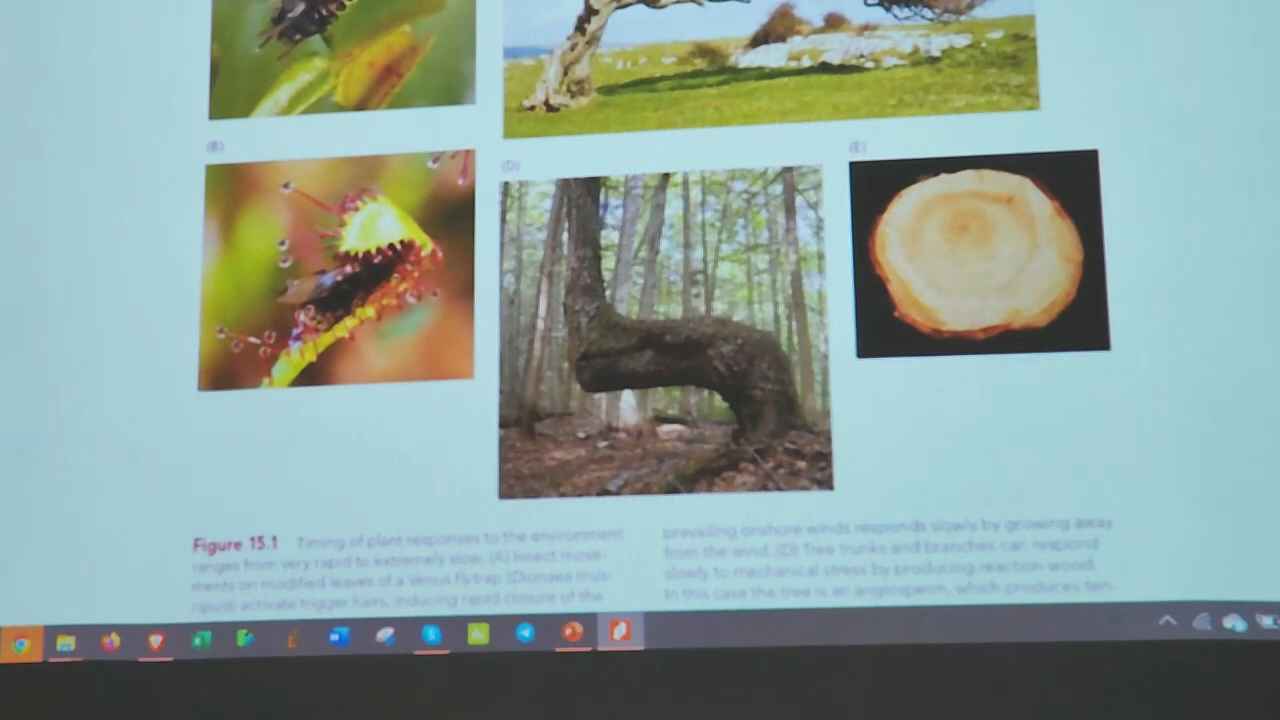 (B)
(D)
(E)
Figure 15.1 Timing of plant responses to the environment
ranges from very rapid to extremely slow. (A) Insect move-
ments on modified leaves of a Venus flytrap (Dionaea mus-
cipula) activate trigger hairs, inducing rapid closure of the
prevailing onshore winds responds slowly by growing away
from the wind. (D) Tree trunks and branches can respond
slowly to mechanical stress by producing reaction wood.
In this case the tree is an angiosperm, which produces ten-